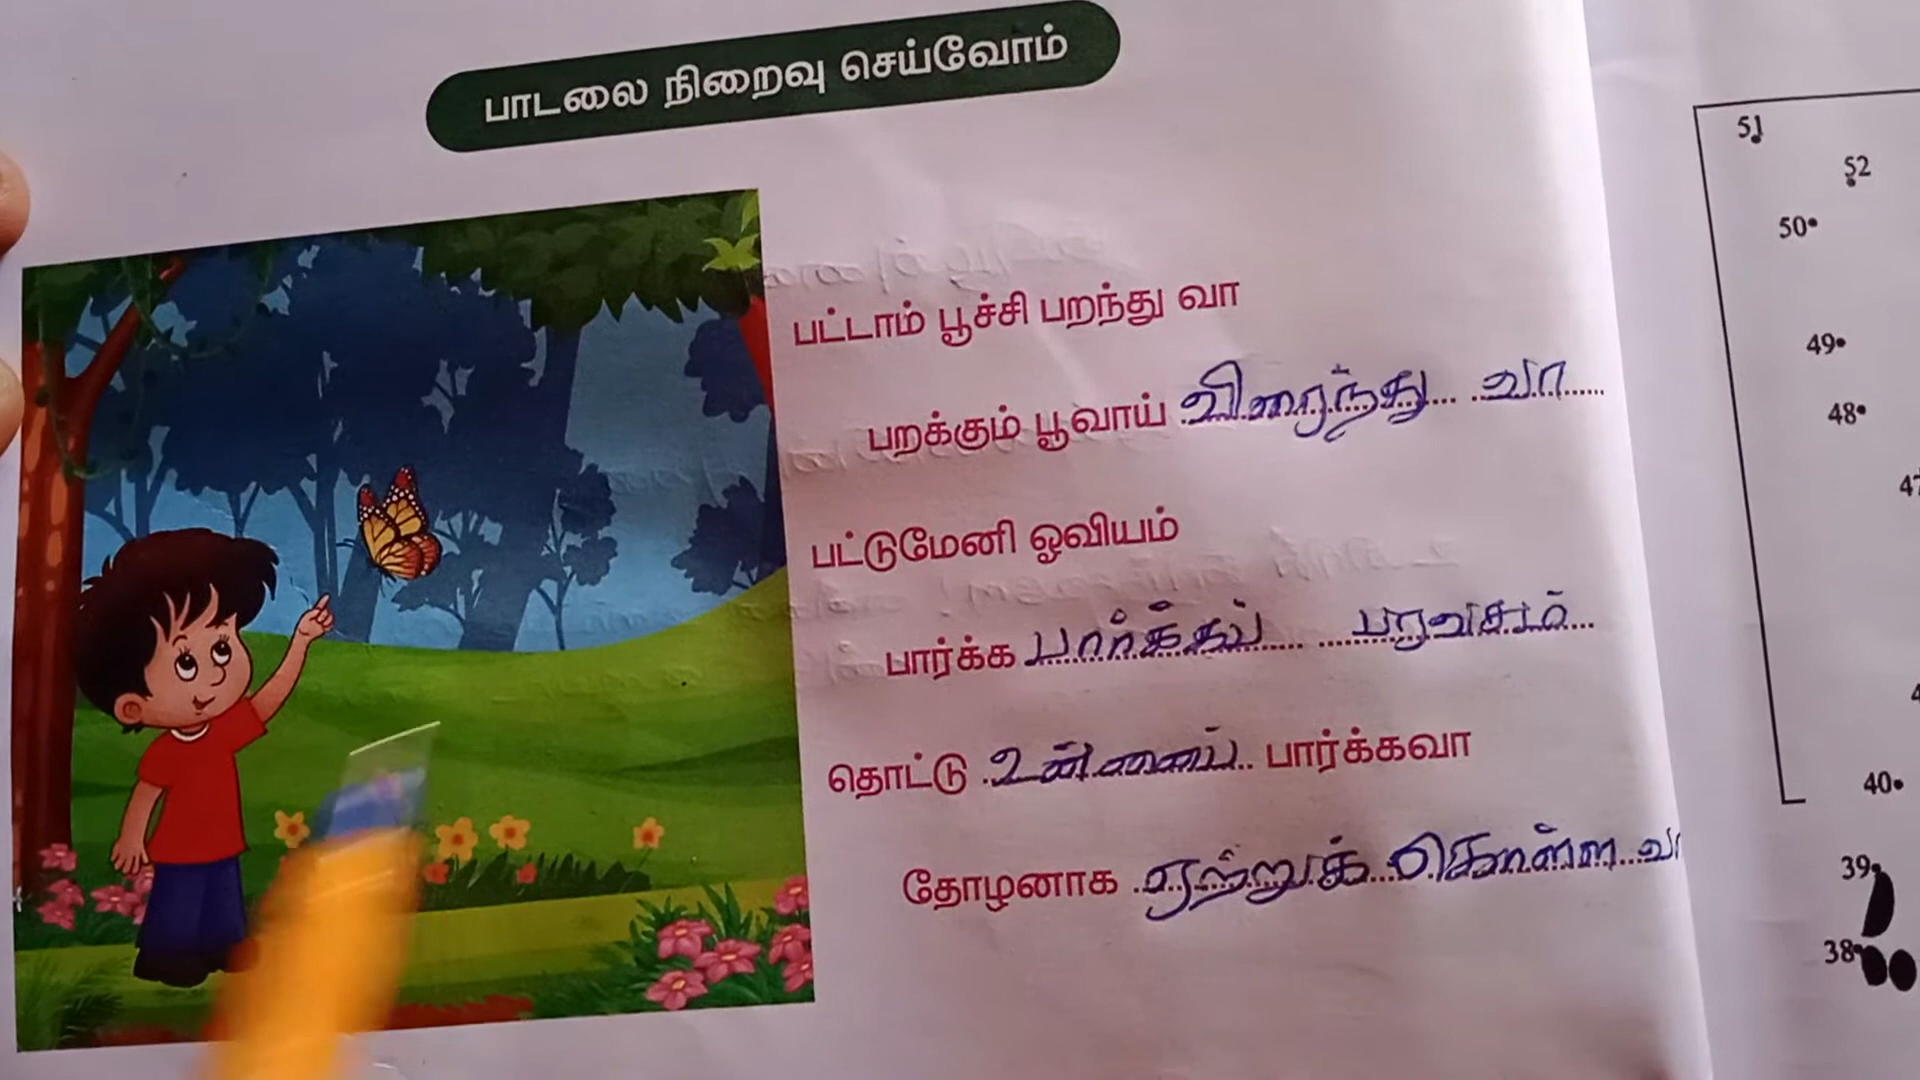 பாடலை நிறைவு செய்வோம்
பட்டாம் பூச்சி பறந்து வா
பறக்கும் பூவாய் விரைந்து வா
பட்டுமேனி ஓவியம்
பார்க்க பார்க்கப் பரவசம்
தொட்டு உன்னைப் பார்க்கவா
தோழனாக ஏற்றுக் கொள்ள வா
51
52
50
49
48
47
40
39
38